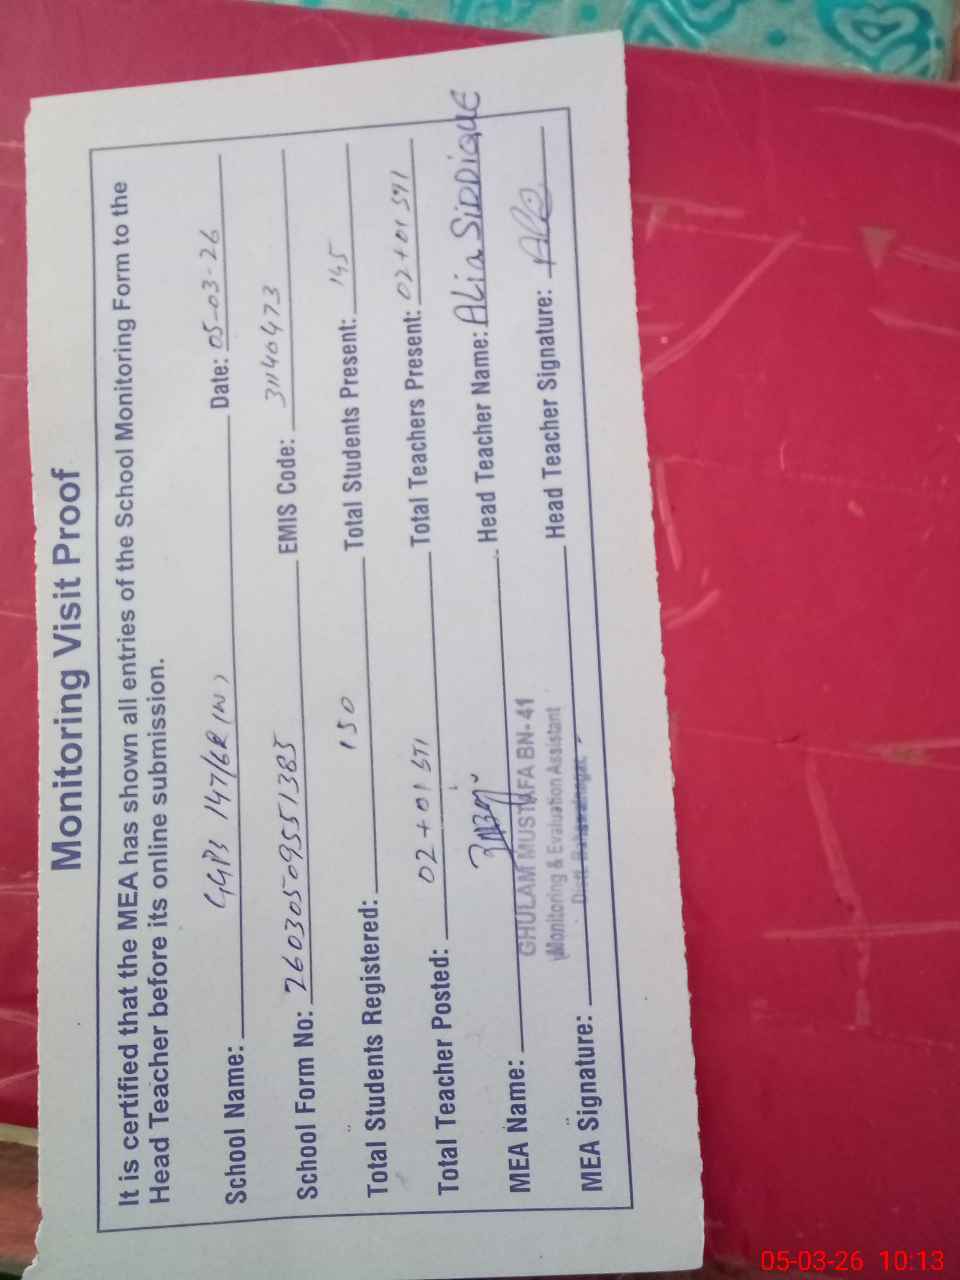 Monitoring Visit Proof
It is certified that the MEA has shown all entries of the School Monitoring Form to the
Head Teacher before its online submission.
School Name: GGPS 147/6R (W) Date: 05-03-26
School Form No: 260305095551385 EMIS Code: 31140473
Total Students Registered: 150 Total Students Present: 145
Total Teacher Posted: 02+01 STI Total Teachers Present: 02+01 STI
MEA Name: Head Teacher Name: Alia SiDDiQUE
GHULAM MUSTAFA BN-41
Monitoring & Evaluation Assistant
MEA Signature: Head Teacher Signature:
05-03-26 10:13